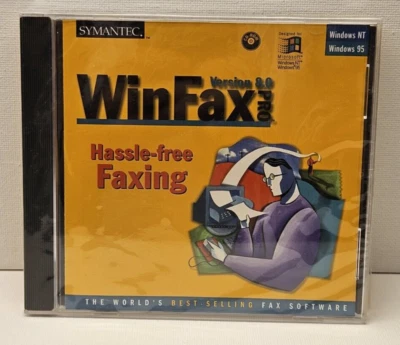 SYMANTEC.
Windows NT
Windows 95
Version 8.0
WinFax PRO
Hassle-free
Faxing
THE WORLD'S BEST SELLING FAX SOFTWARE